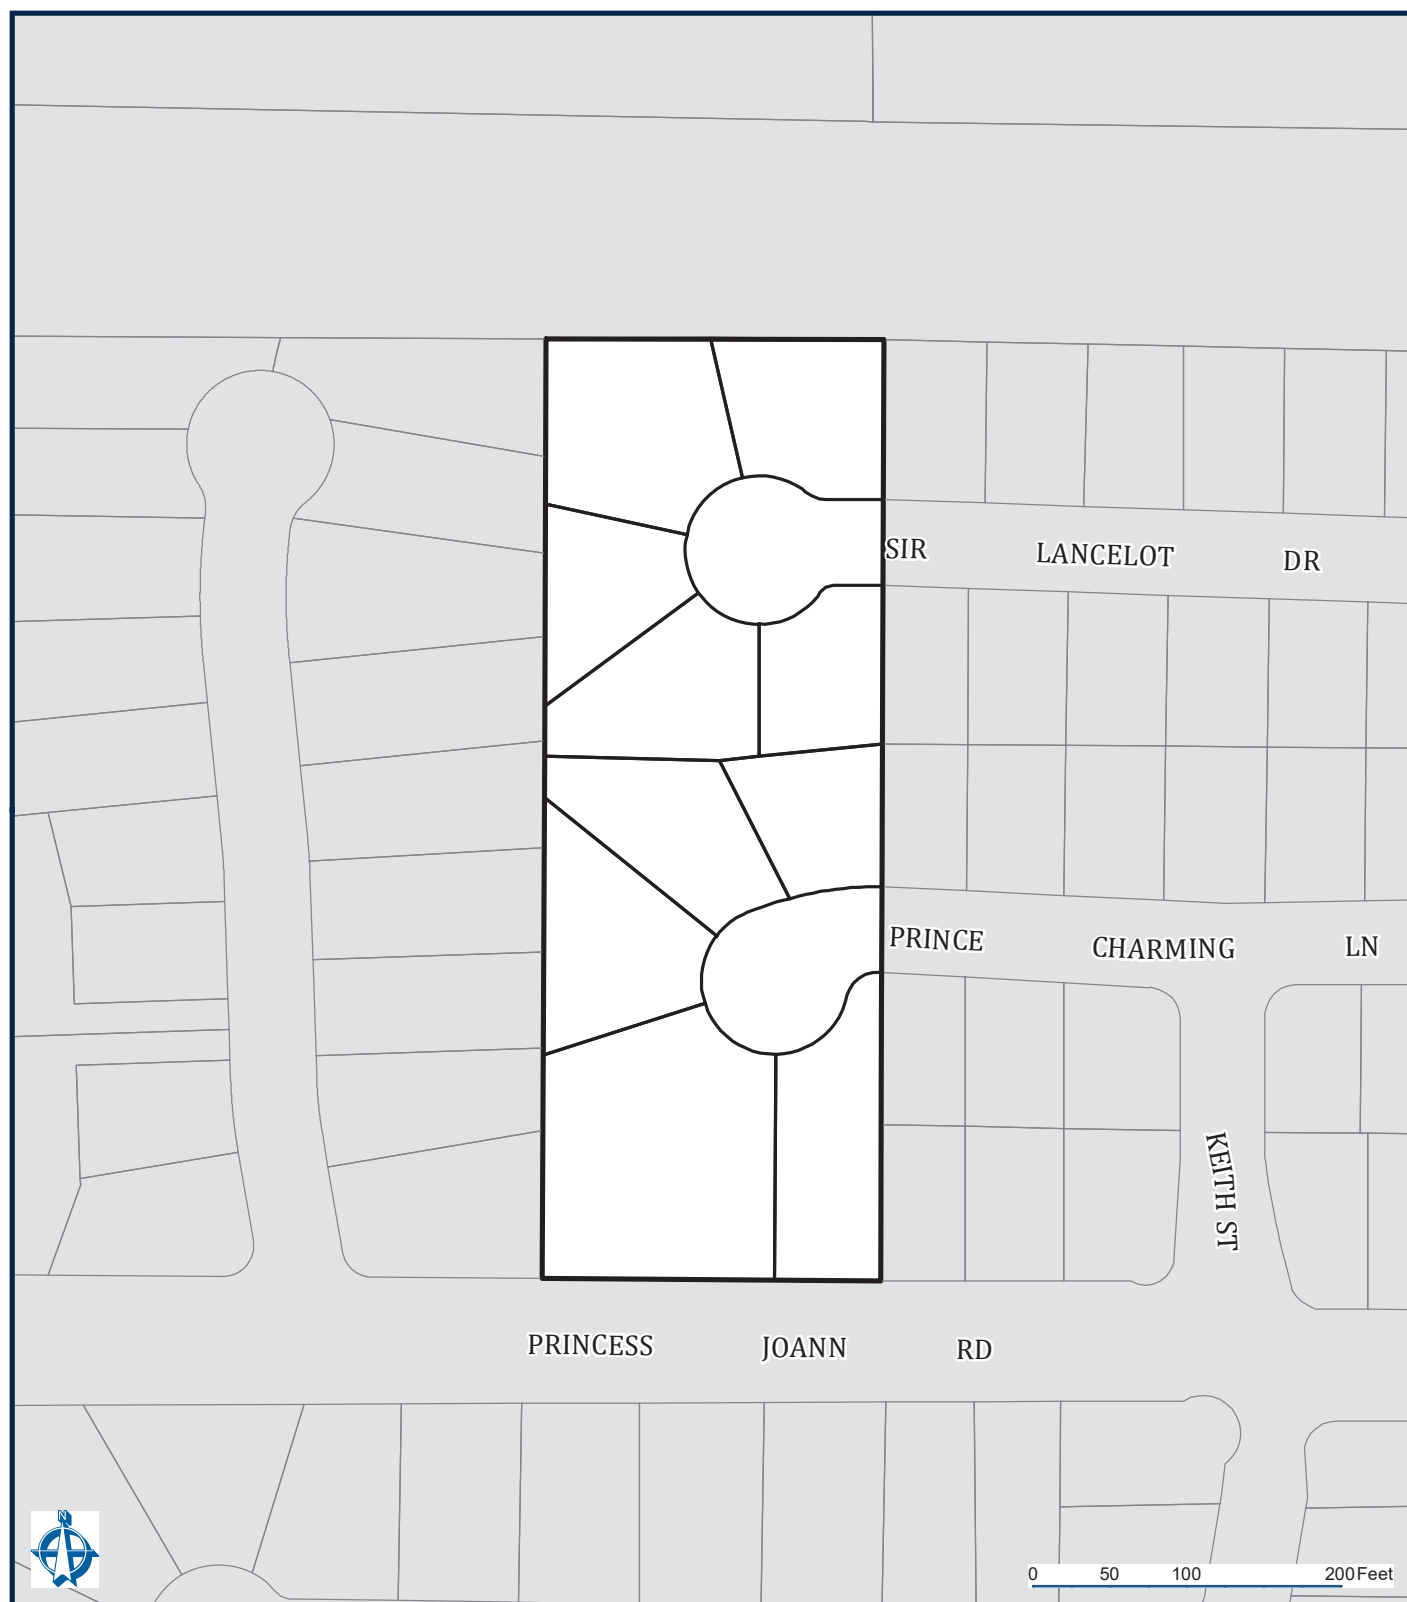 SIR LANCELOT DR
PRINCE CHARMING LN
KEITH ST
PRINCESS JOANN RD
N
0 50 100 200 Feet